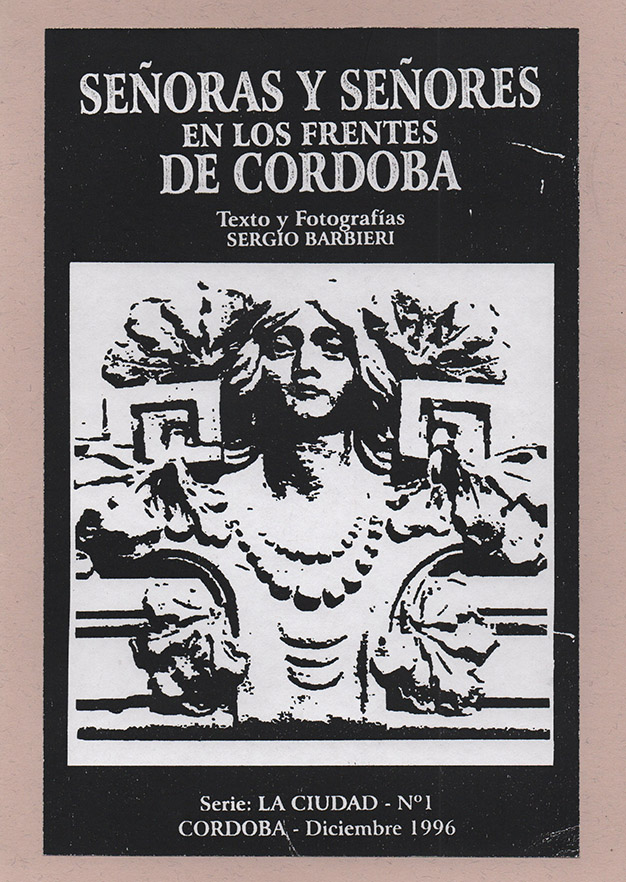 SEÑORAS Y SEÑORES
EN LOS FRENTES
DE CORDOBA
Texto y Fotografías
SERGIO BARBIERI
Serie: LA CIUDAD - Nº1
CORDOBA - Diciembre 1996